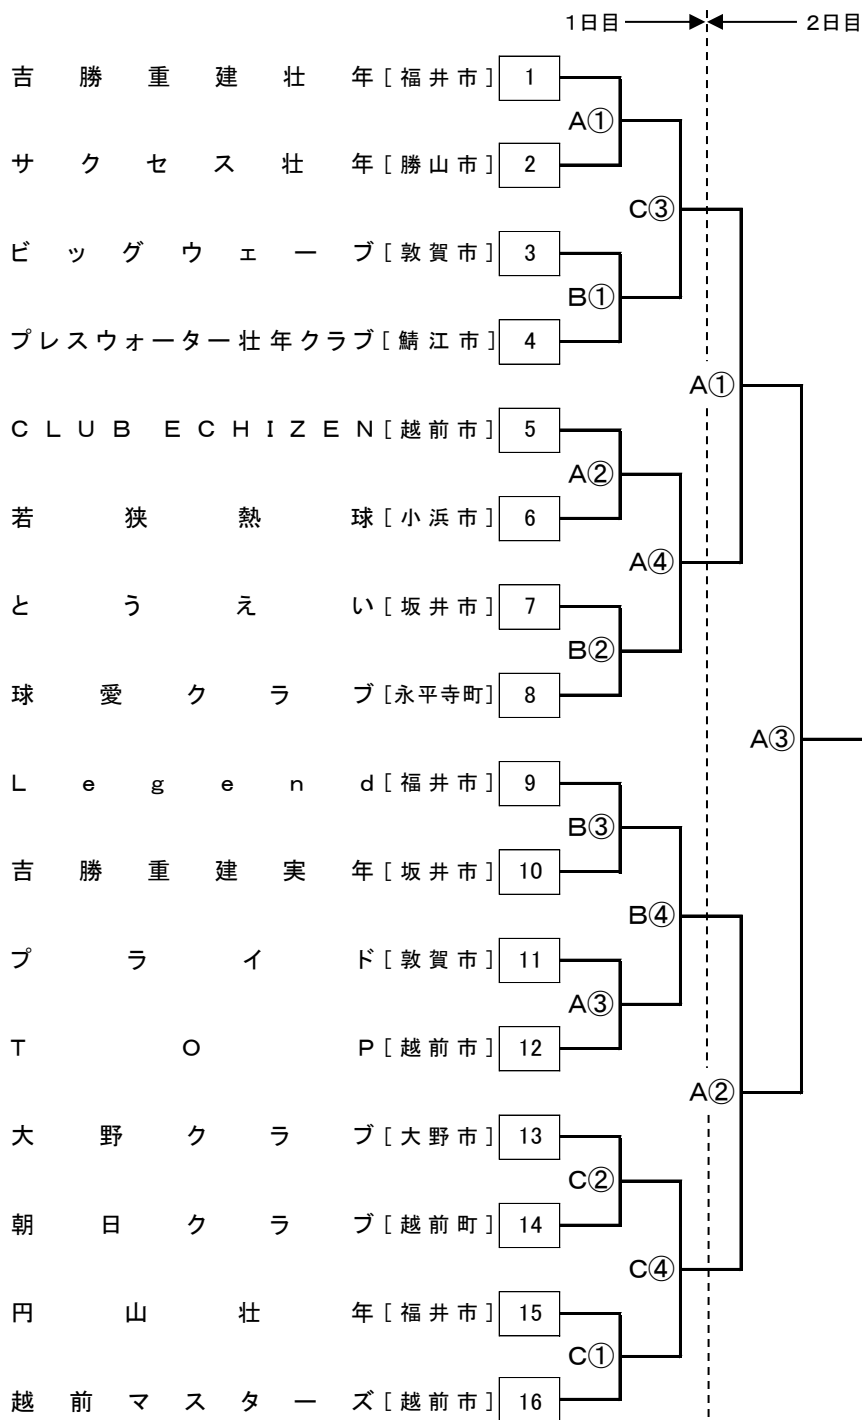 1日目 2日目
吉勝重建壮年[福井市] 1
A①
サクセス壮年[勝山市] 2
C③
ビッグウェーブ[敦賀市] 3
B①
プレスウォーター壮年クラブ[鯖江市] 4
A①
CLUB ECHIZEN[越前市] 5
A②
若狭熱球[小浜市] 6
A④
とうえい[坂井市] 7
B②
球愛クラブ[永平寺町] 8
A③
Legend[福井市] 9
B③
吉勝重建実年[坂井市] 10
B④
プライド[敦賀市] 11
A③
TOP[越前市] 12
A②
大野クラブ[大野市] 13
C②
朝日クラブ[越前町] 14
C④
円山壮年[福井市] 15
C①
越前マスターズ[越前市] 16